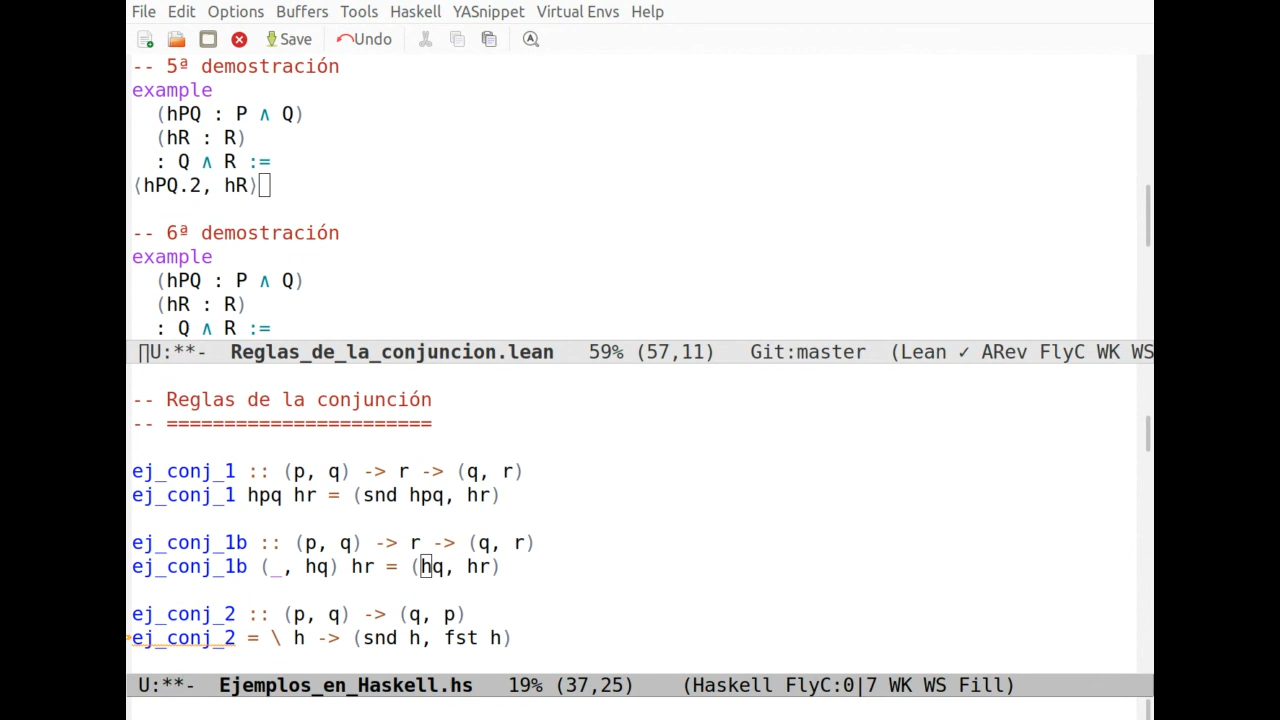 File Edit Options Buffers Tools Haskell YASnippet Virtual Envs Help
Save Undo
-- 5ª demostración
example
(hPQ : P ∧ Q)
(hR : R)
: Q ∧ R :=
⟨hPQ.2, hR⟩
-- 6ª demostración
example
(hPQ : P ∧ Q)
(hR : R)
: Q ∧ R :=
∏U:**- Reglas_de_la_conjuncion.lean 59% (57,11) Git:master (Lean ✓ ARev FlyC WK WS
-- Reglas de la conjunción
-- =======================
ej_conj_1 :: (p, q) -> r -> (q, r)
ej_conj_1 hpq hr = (snd hpq, hr)
ej_conj_1b :: (p, q) -> r -> (q, r)
ej_conj_1b (_, hq) hr = (hq, hr)
ej_conj_2 :: (p, q) -> (q, p)
ej_conj_2 = \ h -> (snd h, fst h)
U:**- Ejemplos_en_Haskell.hs 19% (37,25) (Haskell FlyC:0|7 WK WS Fill)